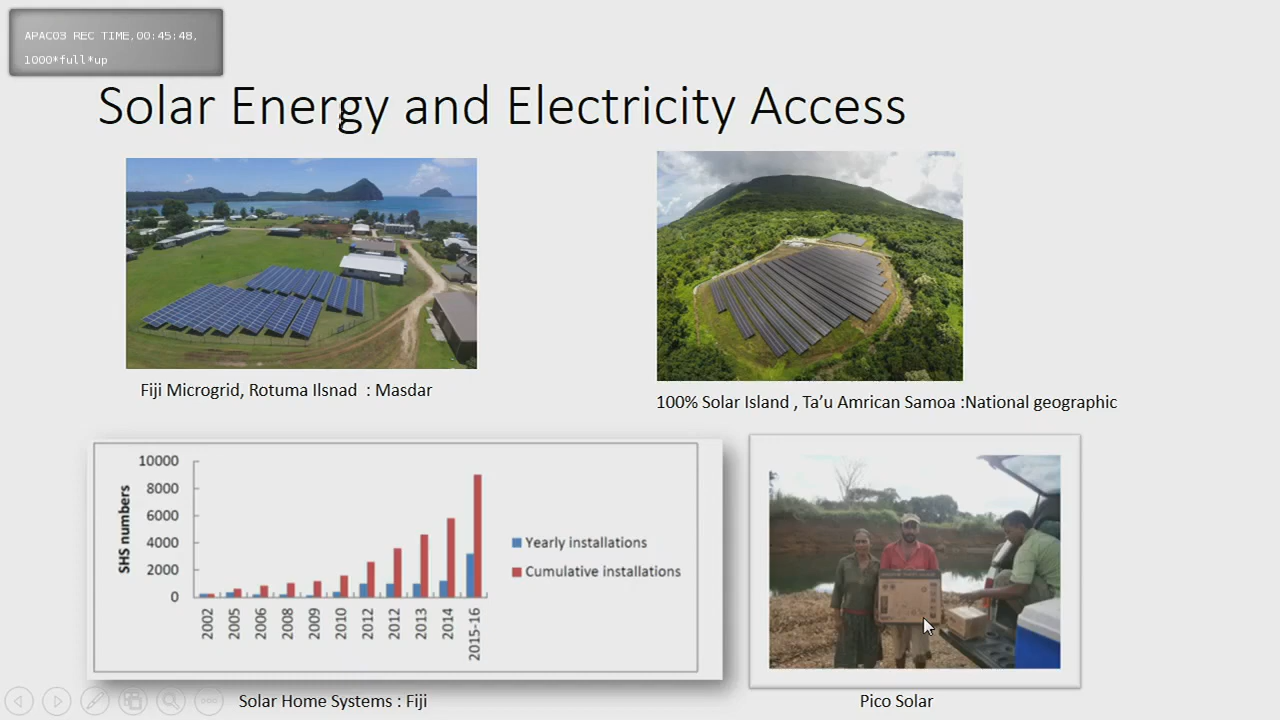 APAC03 REC TIME,00:45:48,
1000*full*up
Solar Energy and Electricity Access
Fiji Microgrid, Rotuma Ilsnad : Masdar
100% Solar Island , Ta’u Amrican Samoa :National geographic
10000
8000
6000
4000
2000
0
SHS numbers
2002
2005
2006
2008
2009
2010
2012
2012
2013
2014
2015-16
Yearly installations
Cumulative installations
Solar Home Systems : Fiji
Pico Solar